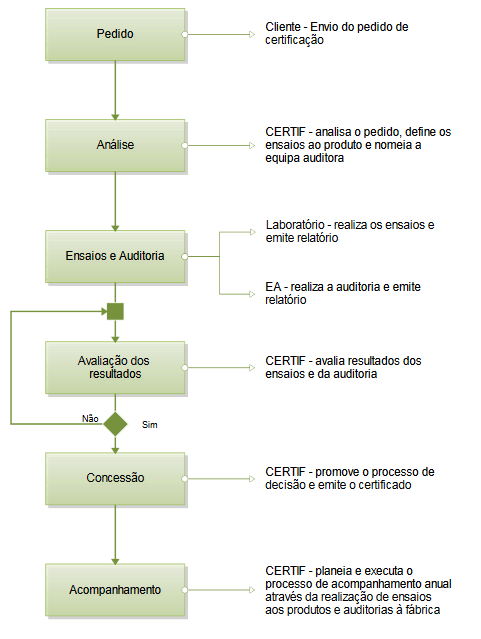 Pedido
Cliente - Envio do pedido de
certificação
Análise
CERTIF - analisa o pedido, define os
ensaios ao produto e nomeia a
equipa auditora
Ensaios e Auditoria
Laboratório - realiza os ensaios e
emite relatório
EA - realiza a auditoria e emite
relatório
Avaliação dos
resultados
CERTIF - avalia resultados dos
ensaios e da auditoria
Não
Sim
Concessão
CERTIF - promove o processo de
decisão e emite o certificado
Acompanhamento
CERTIF - planeia e executa o
processo de acompanhamento anual
através da realização de ensaios
aos produtos e auditorias à fábrica